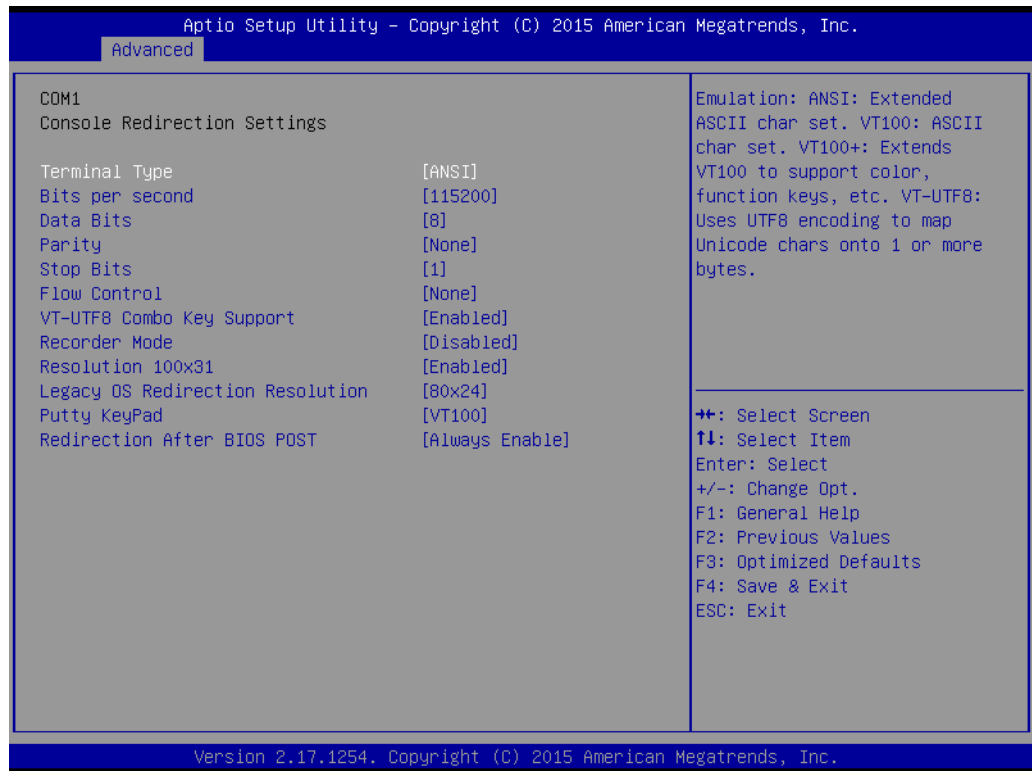 Aptio Setup Utility – Copyright (C) 2015 American Megatrends, Inc.
Advanced
COM1
Console Redirection Settings
Terminal Type [ANSI]
Bits per second [115200]
Data Bits [8]
Parity [None]
Stop Bits [1]
Flow Control [None]
VT-UTF8 Combo Key Support [Enabled]
Recorder Mode [Disabled]
Resolution 100x31 [Enabled]
Legacy OS Redirection Resolution [80x24]
Putty KeyPad [VT100]
Redirection After BIOS POST [Always Enable]
Emulation: ANSI: Extended
ASCII char set. VT100: ASCII
char set. VT100+: Extends
VT100 to support color,
function keys, etc. VT-UTF8:
Uses UTF8 encoding to map
Unicode chars onto 1 or more
bytes.
→←: Select Screen
↑↓: Select Item
Enter: Select
+/-: Change Opt.
F1: General Help
F2: Previous Values
F3: Optimized Defaults
F4: Save & Exit
ESC: Exit
Version 2.17.1254. Copyright (C) 2015 American Megatrends, Inc.